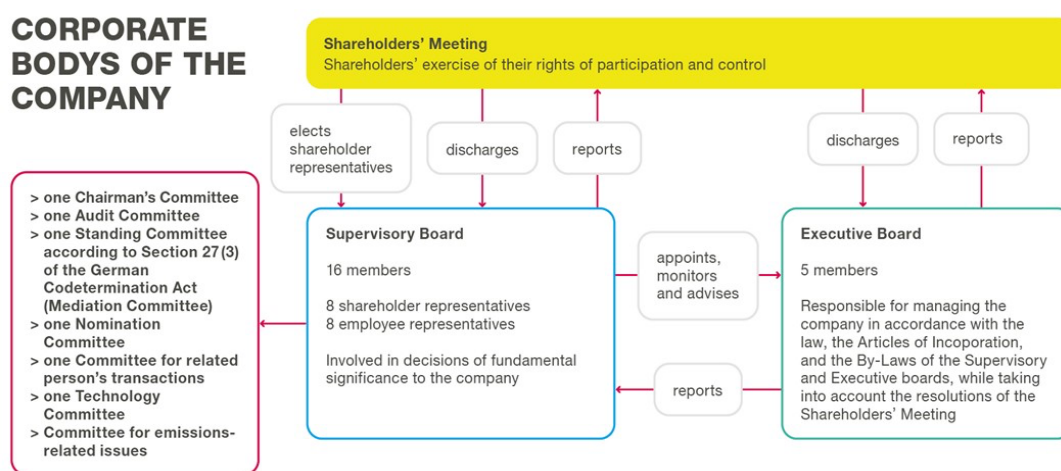 CORPORATE
BODYS OF THE
COMPANY
Shareholders' Meeting
Shareholders' exercise of their rights of participation and control
elects
shareholder
representatives
discharges
reports
discharges
reports
> one Chairman's Committee
> one Audit Committee
> one Standing Committee
according to Section 27 (3)
of the German
Codetermination Act
(Mediation Committee)
> one Nomination
Committee
> one Committee for related
person's transactions
> one Technology
Committee
> Committee for emissions-
related issues
Supervisory Board
16 members
8 shareholder representatives
8 employee representatives
Involved in decisions of fundamental
significance to the company
appoints,
monitors
and advises
reports
Executive Board
5 members
Responsible for managing the
company in accordance with the
law, the Articles of Incoporation,
and the By-Laws of the Supervisory
and Executive boards, while taking
into account the resolutions of the
Shareholders' Meeting